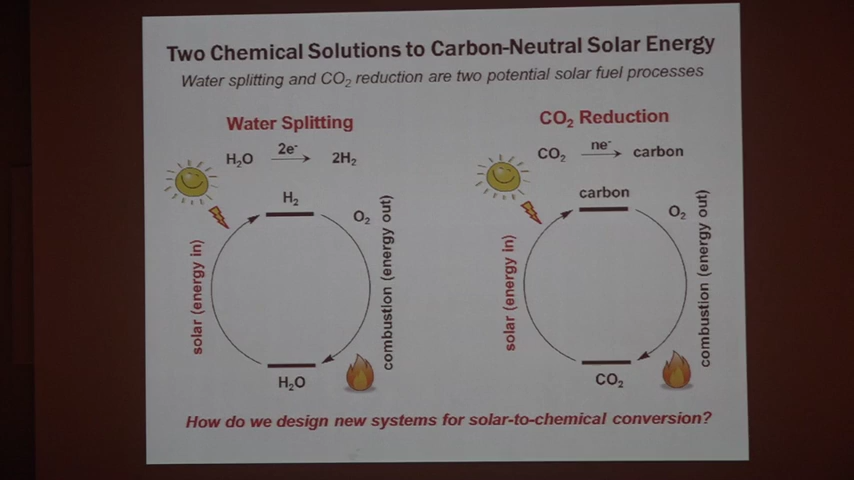 Two Chemical Solutions to Carbon-Neutral Solar Energy
Water splitting and CO₂ reduction are two potential solar fuel processes
Water Splitting
H₂O 2e⁻ 2H₂
H₂
O₂
solar (energy in)
combustion (energy out)
H₂O
CO₂ Reduction
CO₂ ne⁻ carbon
carbon
O₂
solar (energy in)
combustion (energy out)
CO₂
How do we design new systems for solar-to-chemical conversion?